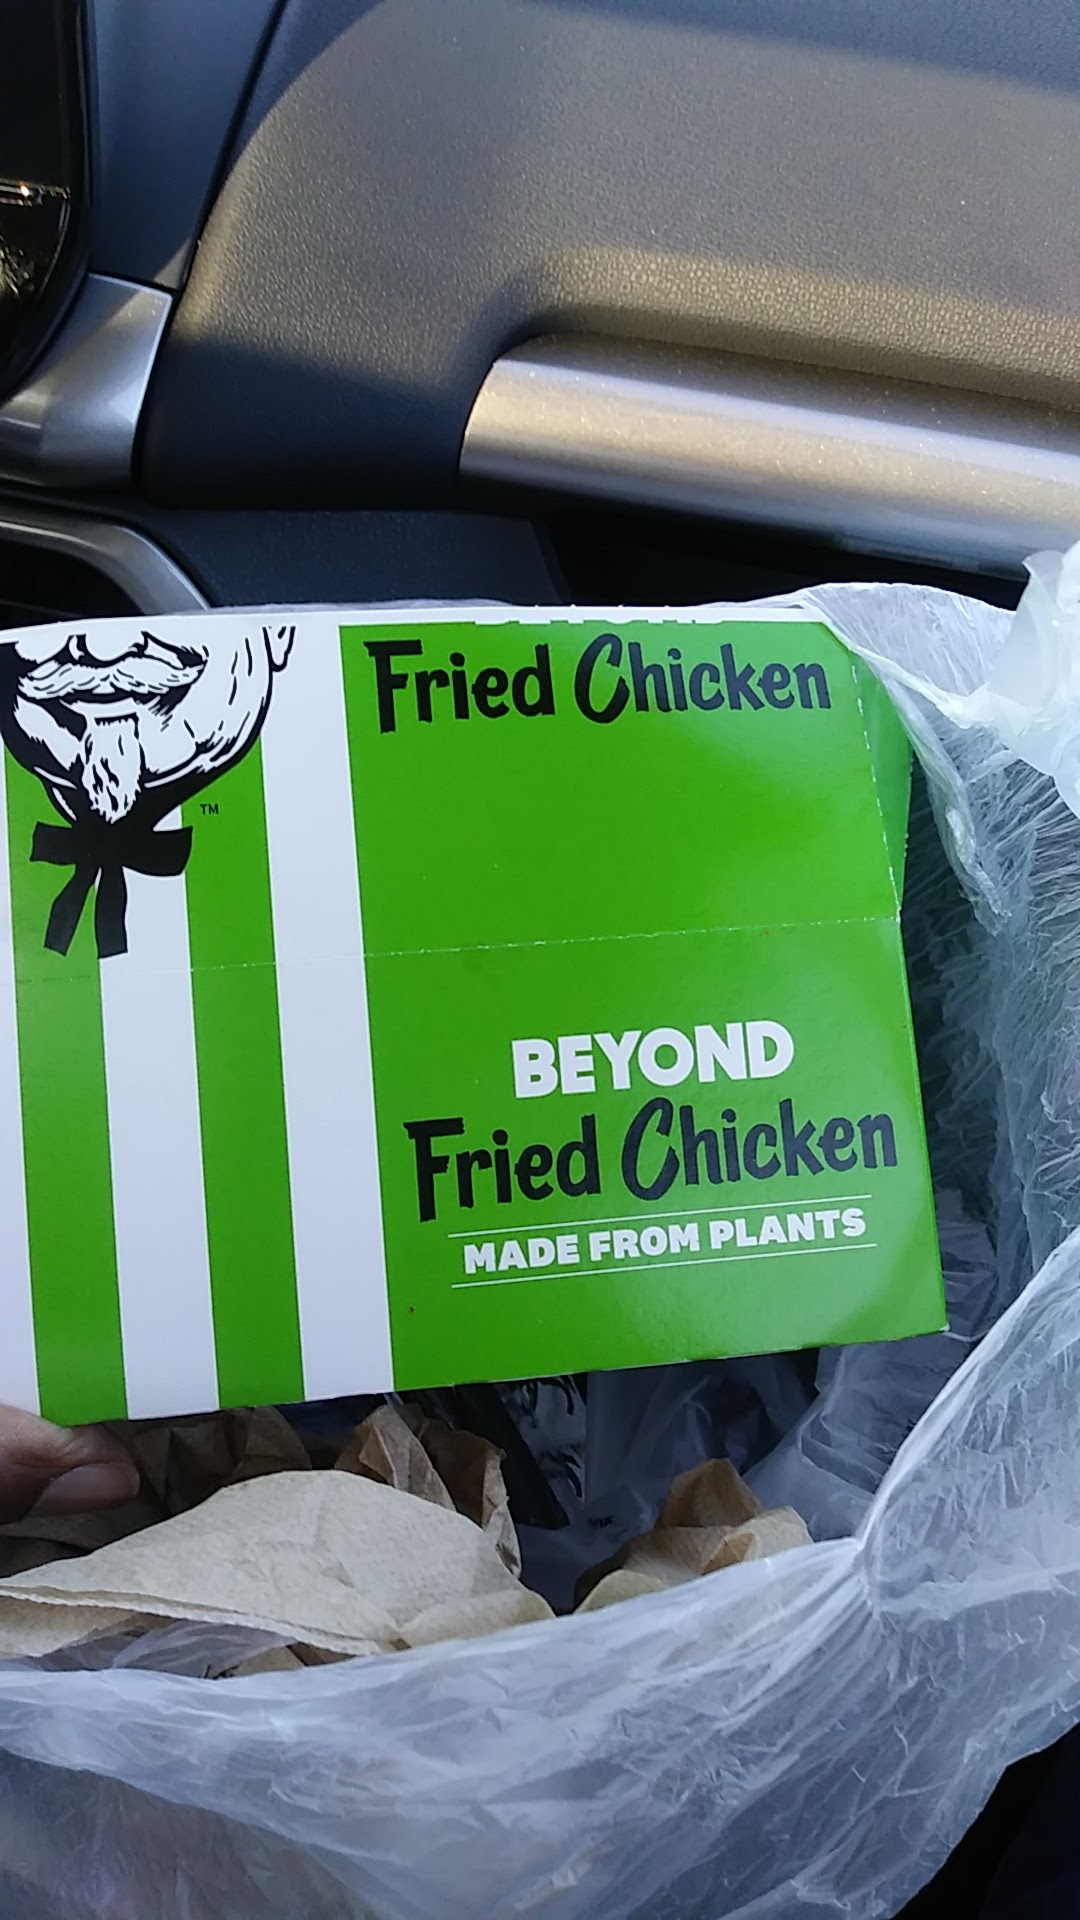 Fried Chicken
TM
BEYOND
Fried Chicken
MADE FROM PLANTS